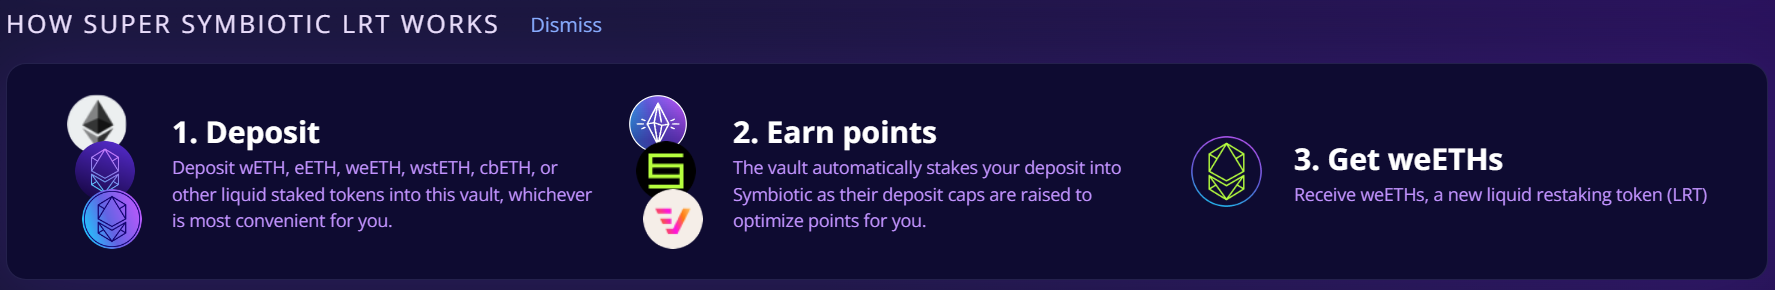 HOW SUPER SYMBIOTIC LRT WORKS Dismiss
1. Deposit
Deposit wETH, eETH, weETH, wstETH, cbETH, or
other liquid staked tokens into this vault, whichever
is most convenient for you.
2. Earn points
The vault automatically stakes your deposit into
Symbiotic as their deposit caps are raised to
optimize points for you.
3. Get weETHs
Receive weETHs, a new liquid restaking token (LRT)